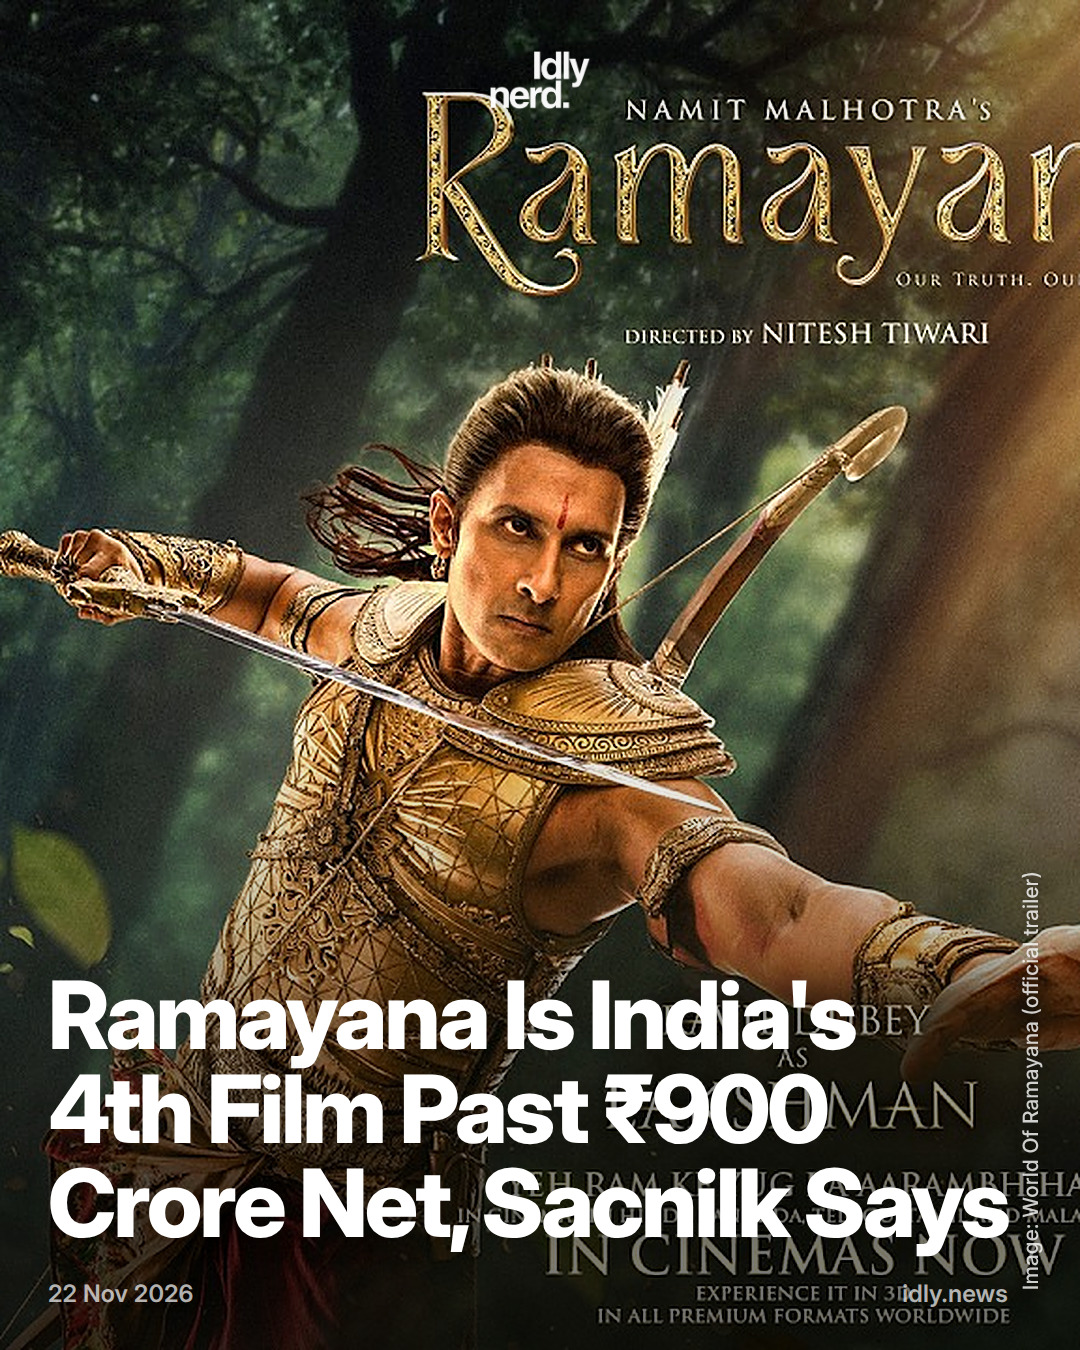 Idly
nerd.
NAMIT MALHOTRA'S
Ramayan
OUR TRUTH. OU
DIRECTED BY NITESH TIWARI
Ramayana Is India's
4th Film Past ₹900
Crore Net, Sacnilk Says
AS
IN CINEMAS NOW
EXPERIENCE IT IN 3D
IN ALL PREMIUM FORMATS WORLDWIDE
22 Nov 2026
idly.news
Image: World Of Ramayana (official trailer)